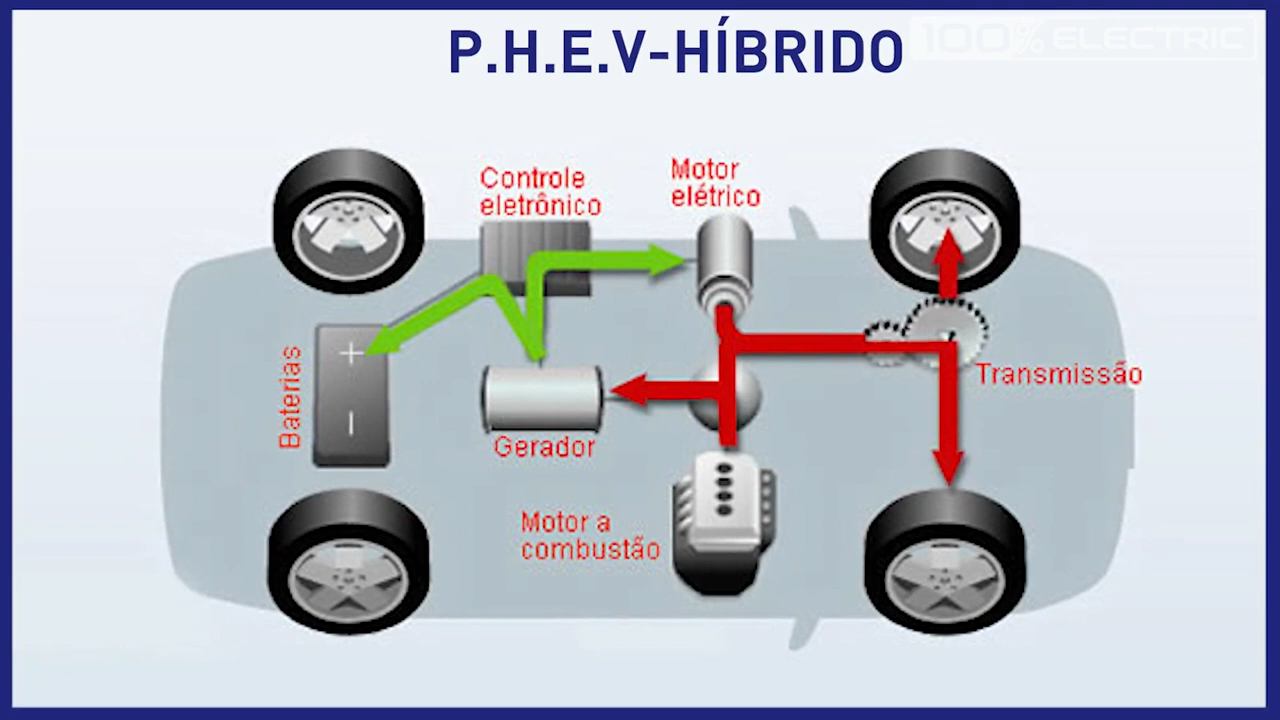 100% ELECTRIC
P.H.E.V-HÍBRIDO
Controle
eletrônico
Motor
elétrico
Baterias
+
-
Gerador
Transmissão
Motor a
combustão